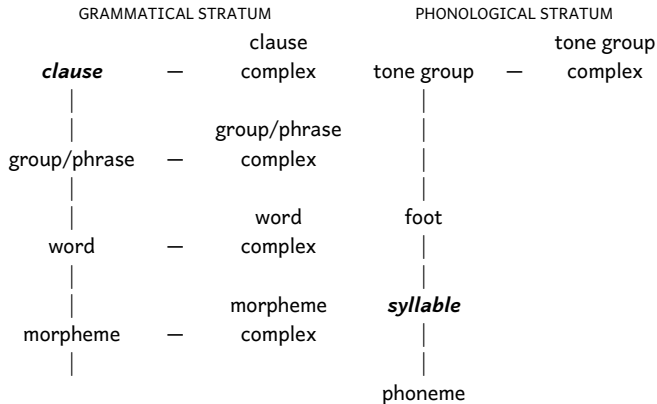 GRAMMATICAL STRATUM PHONOLOGICAL STRATUM
clause tone group
clause — complex tone group — complex
group/phrase
group/phrase — complex
word foot
word — complex
morpheme syllable
morpheme — complex
phoneme